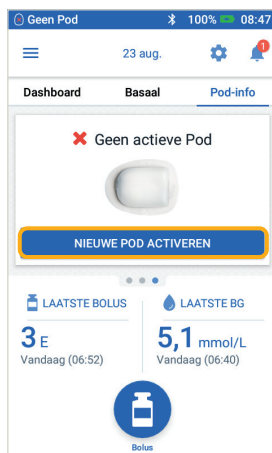 Geen Pod 100% 08:47
23 aug. 1
Dashboard Basaal Pod-info
Geen actieve Pod
NIEUWE POD ACTIVEREN
LAATSTE BOLUS LAATSTE BG
3 E 5,1 mmol/L
Vandaag (06:52) Vandaag (06:40)
Bolus